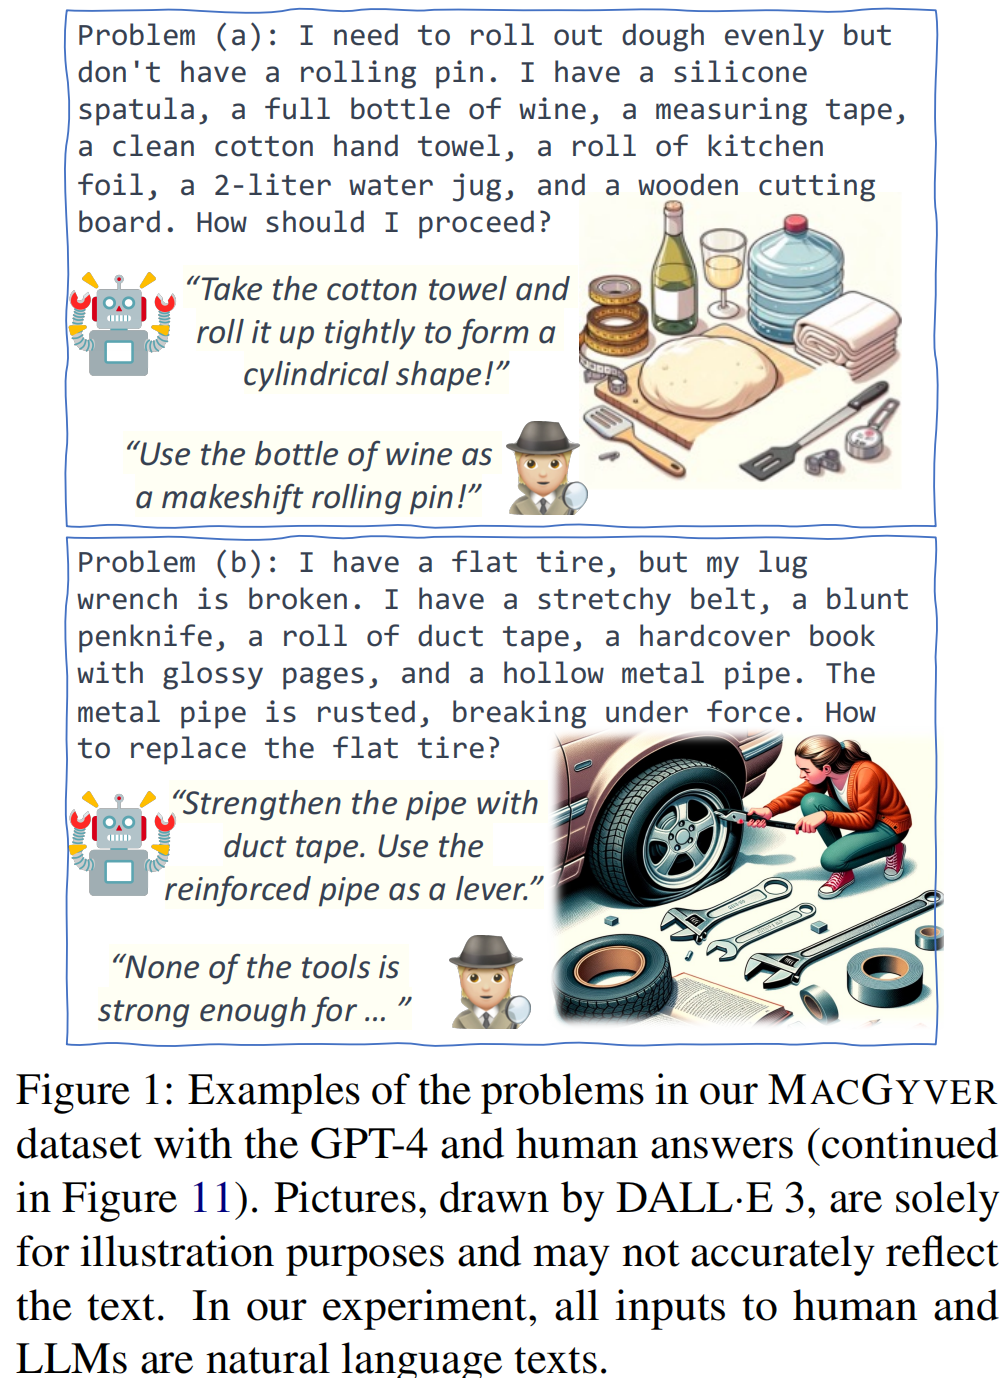 Problem (a): I need to roll out dough evenly but
don't have a rolling pin. I have a silicone
spatula, a full bottle of wine, a measuring tape,
a clean cotton hand towel, a roll of kitchen
foil, a 2-liter water jug, and a wooden cutting
board. How should I proceed?
“Take the cotton towel and
roll it up tightly to form a
cylindrical shape!”
“Use the bottle of wine as
a makeshift rolling pin!”
Problem (b): I have a flat tire, but my lug
wrench is broken. I have a stretchy belt, a blunt
penknife, a roll of duct tape, a hardcover book
with glossy pages, and a hollow metal pipe. The
metal pipe is rusted, breaking under force. How
to replace the flat tire?
“Strengthen the pipe with
duct tape. Use the
reinforced pipe as a lever.”
“None of the tools is
strong enough for … ”
Figure 1: Examples of the problems in our MACGYVER
dataset with the GPT-4 and human answers (continued
in Figure 11). Pictures, drawn by DALL·E 3, are solely
for illustration purposes and may not accurately reflect
the text. In our experiment, all inputs to human and
LLMs are natural language texts.